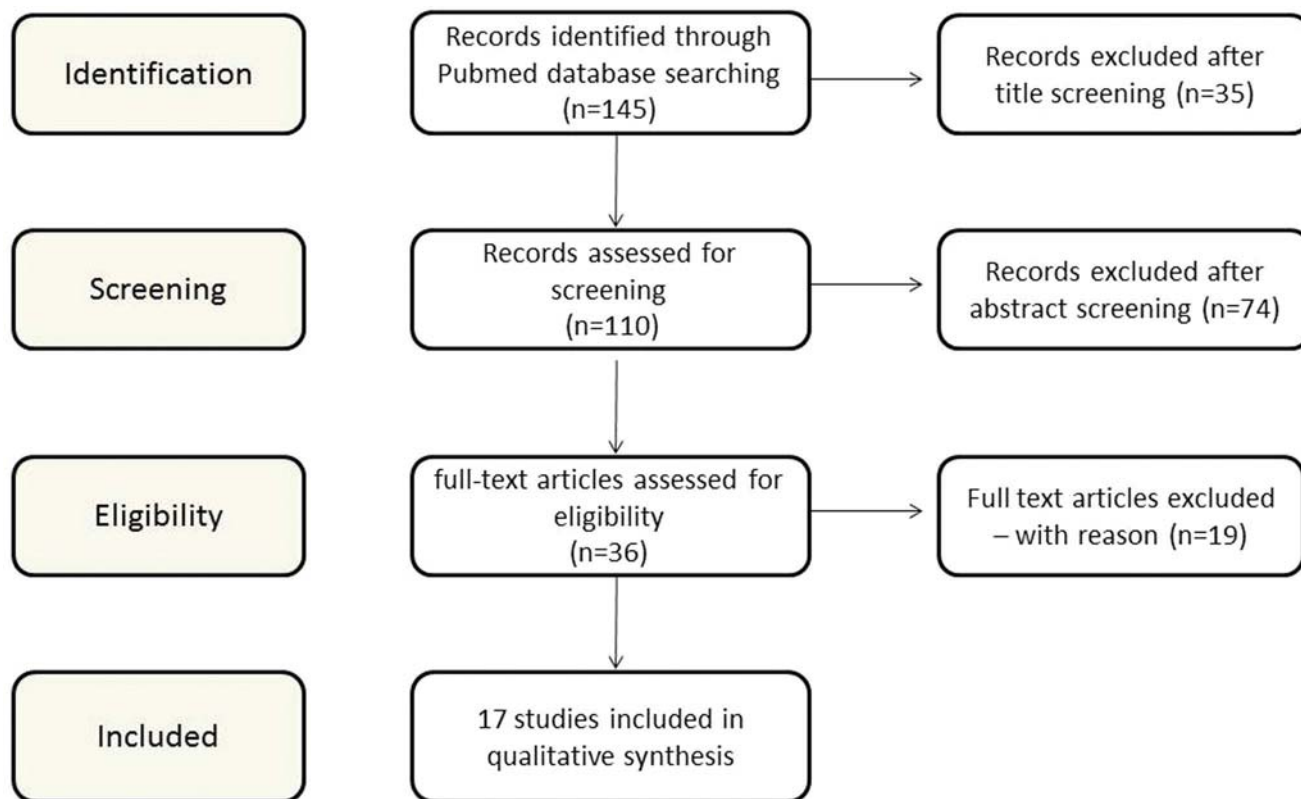 Identification
Records identified through
Pubmed database searching
(n=145)
Records excluded after
title screening (n=35)
Screening
Records assessed for
screening
(n=110)
Records excluded after
abstract screening (n=74)
Eligibility
full-text articles assessed for
eligibility
(n=36)
Full text articles excluded
– with reason (n=19)
Included
17 studies included in
qualitative synthesis